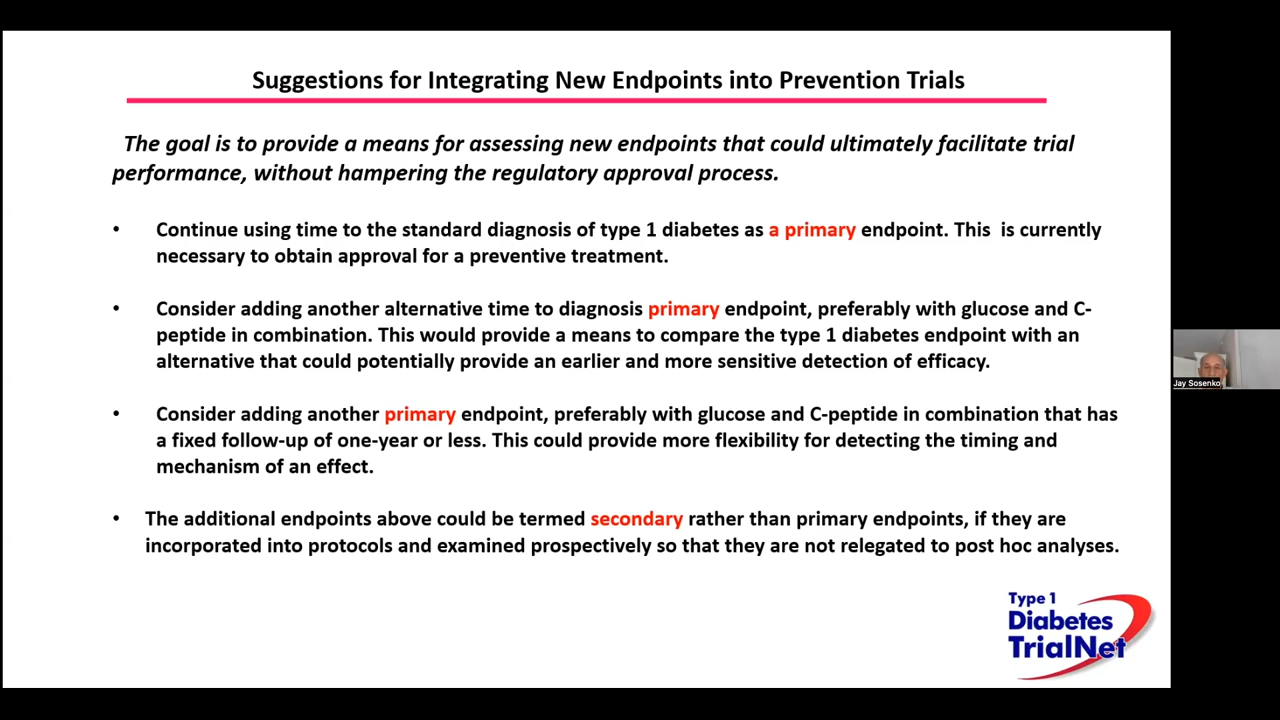 Suggestions for Integrating New Endpoints into Prevention Trials
The goal is to provide a means for assessing new endpoints that could ultimately facilitate trial
performance, without hampering the regulatory approval process.
• Continue using time to the standard diagnosis of type 1 diabetes as a primary endpoint. This is currently
necessary to obtain approval for a preventive treatment.
• Consider adding another alternative time to diagnosis primary endpoint, preferably with glucose and C-
peptide in combination. This would provide a means to compare the type 1 diabetes endpoint with an
alternative that could potentially provide an earlier and more sensitive detection of efficacy.
• Consider adding another primary endpoint, preferably with glucose and C-peptide in combination that has
a fixed follow-up of one-year or less. This could provide more flexibility for detecting the timing and
mechanism of an effect.
• The additional endpoints above could be termed secondary rather than primary endpoints, if they are
incorporated into protocols and examined prospectively so that they are not relegated to post hoc analyses.
Type 1
Diabetes
TrialNet
Jay Sosenko